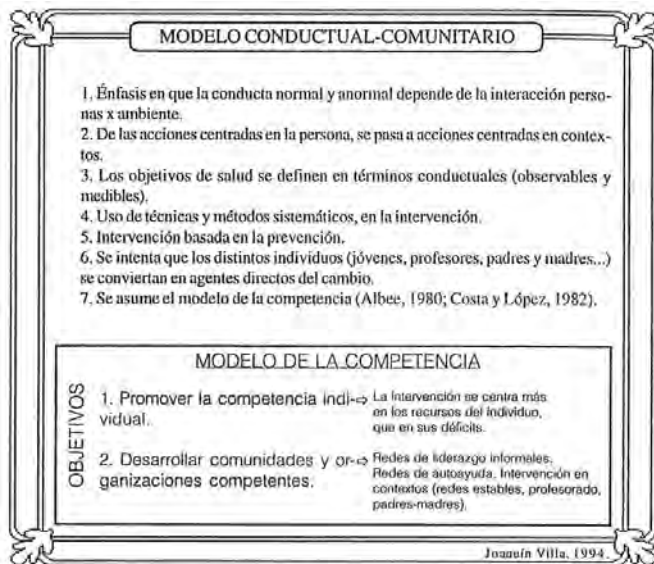 MODELO CONDUCTUAL-COMUNITARIO
1. Énfasis en que la conducta normal y anormal depende de la interacción perso-
nas x ambiente.
2. De las acciones centradas en la persona, se pasa a acciones centradas en contex-
tos.
3. Los objetivos de salud se definen en términos conductuales (observables y
medibles).
4. Uso de técnicas y métodos sistemáticos, en la intervención.
5. Intervención basada en la prevención.
6. Se intenta que los distintos individuos (jóvenes, profesores, padres y madres...)
se conviertan en agentes directos del cambio.
7. Se asume el modelo de la competencia (Albee, 1980; Costa y López, 1982).
MODELO DE LA COMPETENCIA
OBJETIVOS
1. Promover la competencia indi-
vidual.
⇨ La intervención se centra más
en los recursos del individuo,
que en sus déficits.
2. Desarrollar comunidades y or-
ganizaciones competentes.
⇨ Redes de liderazgo informales.
Redes de autoayuda. Intervención en
contextos (redes estables, profesorado,
padres-madres).
Joaquín Villa, 1994.